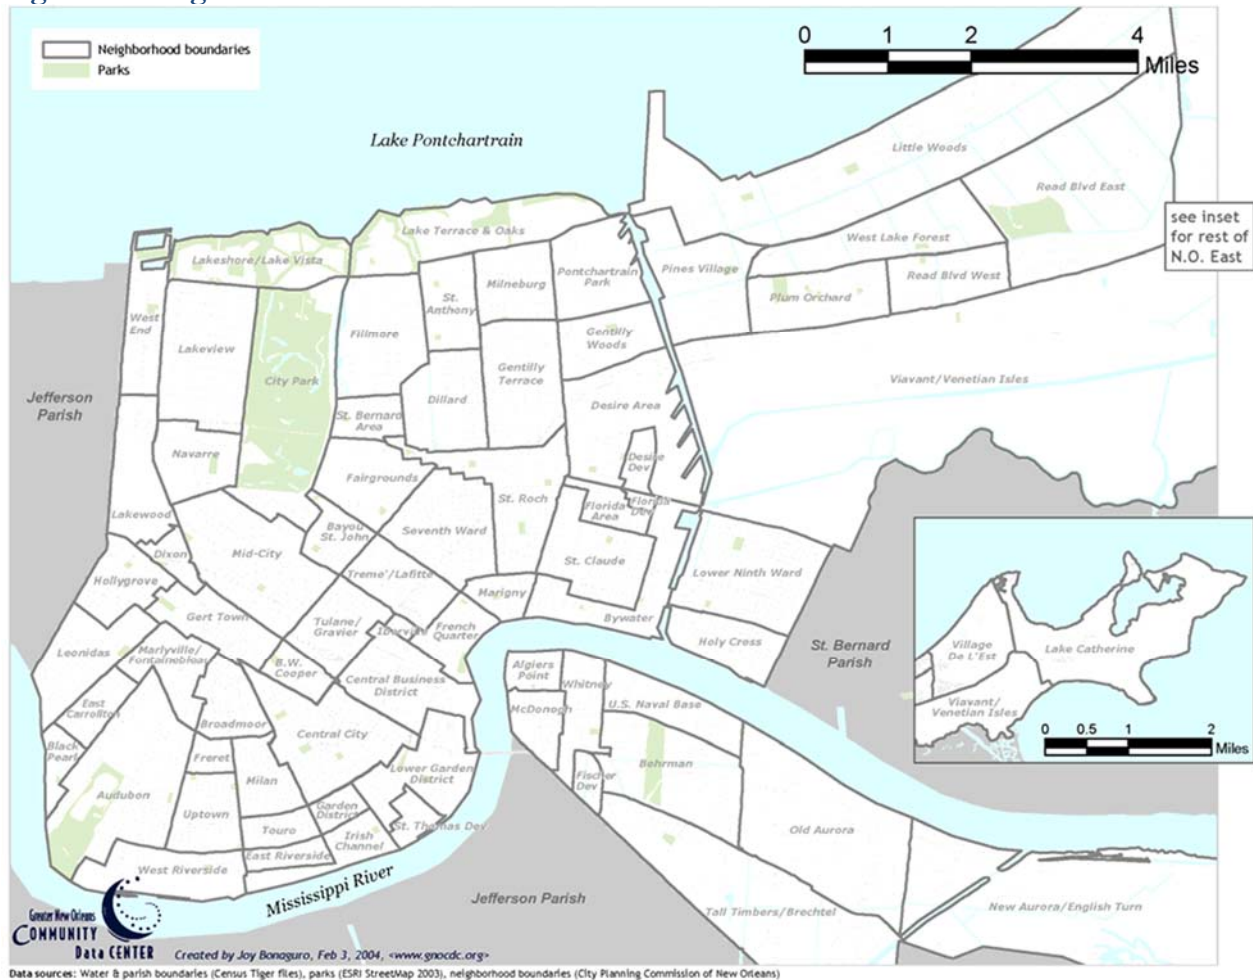 Neighborhood boundaries
Parks
0 1 2 4
Miles
Lake Pontchartrain
Little Woods
Read Blvd East
see inset
for rest of
N.O. East
Lake Terrace & Oaks
West Lake Forest
Lakeshore/Lake Vista
Pontchartrain
Park
Pines Village
Read Blvd West
Milneburg
Plum Orchard
St.
Anthony
West
End
Lakeview
Fillmore
Gentilly
Woods
City Park
Gentilly
Terrace
Viavant/Venetian Isles
Jefferson
Parish
Dillard
Desire Area
St. Bernard
Area
Navarre
Desire
Dev
Fairgrounds
St. Roch
Lakewood
Florida
Area
Florida
Dev
Bayou
St. John
Seventh Ward
Dixon
Mid-City
St. Claude
Lower Ninth Ward
Hollygrove
Treme'/Lafitte
Marigny
Gert Town
Tulane/
Gravier
Iberville
French
Quarter
Bywater
Holy Cross
St. Bernard
Parish
Village
De L'Est
Lake Catherine
Leonidas
Marlyville/
Fontainebleau
B.W.
Cooper
Central Business
District
Algiers
Point
Whitney
U.S. Naval Base
Viavant/
Venetian Isles
East
Carrollton
McDonogh
Broadmoor
Central City
0 0.5 1 2
Miles
Black
Pearl
Freret
Milan
Lower Garden
District
Fischer
Dev
Behrman
Audubon
Uptown
Garden
District
St. Thomas Dev
Touro
Irish
Channel
Old Aurora
East Riverside
West Riverside
Mississippi River
Jefferson Parish
Tall Timbers/Brechtel
New Aurora/English Turn
Greater New Orleans
COMMUNITY
Data CENTER
Created by Joy Bonaguro, Feb 3, 2004, <www.gnocdc.org>
Data sources: Water & parish boundaries (Census Tiger files), parks (ESRI StreetMap 2003), neighborhood boundaries (City Planning Commission of New Orleans)